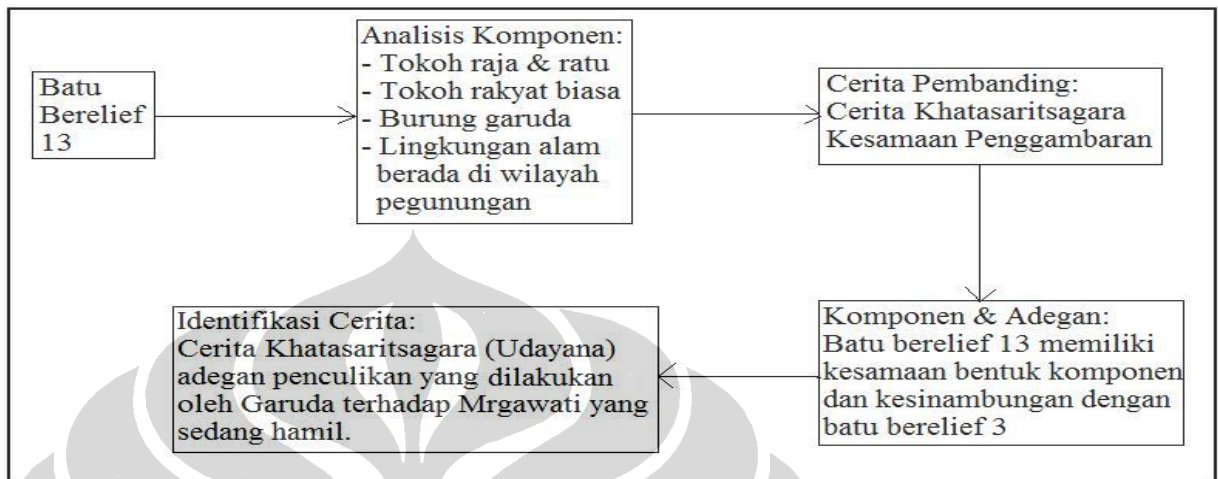 Batu
Berelief
13
Analisis Komponen:
- Tokoh raja & ratu
- Tokoh rakyat biasa
- Burung garuda
- Lingkungan alam
berada di wilayah
pegunungan
Cerita Pembanding:
Cerita Khatasaritsagara
Kesamaan Penggambaran
Komponen & Adegan:
Batu berelief 13 memiliki
kesamaan bentuk komponen
dan kesinambungan dengan
batu berelief 3
Identifikasi Cerita:
Cerita Khatasaritsagara (Udayana)
adegan penculikan yang dilakukan
oleh Garuda terhadap Mrgawati yang
sedang hamil.